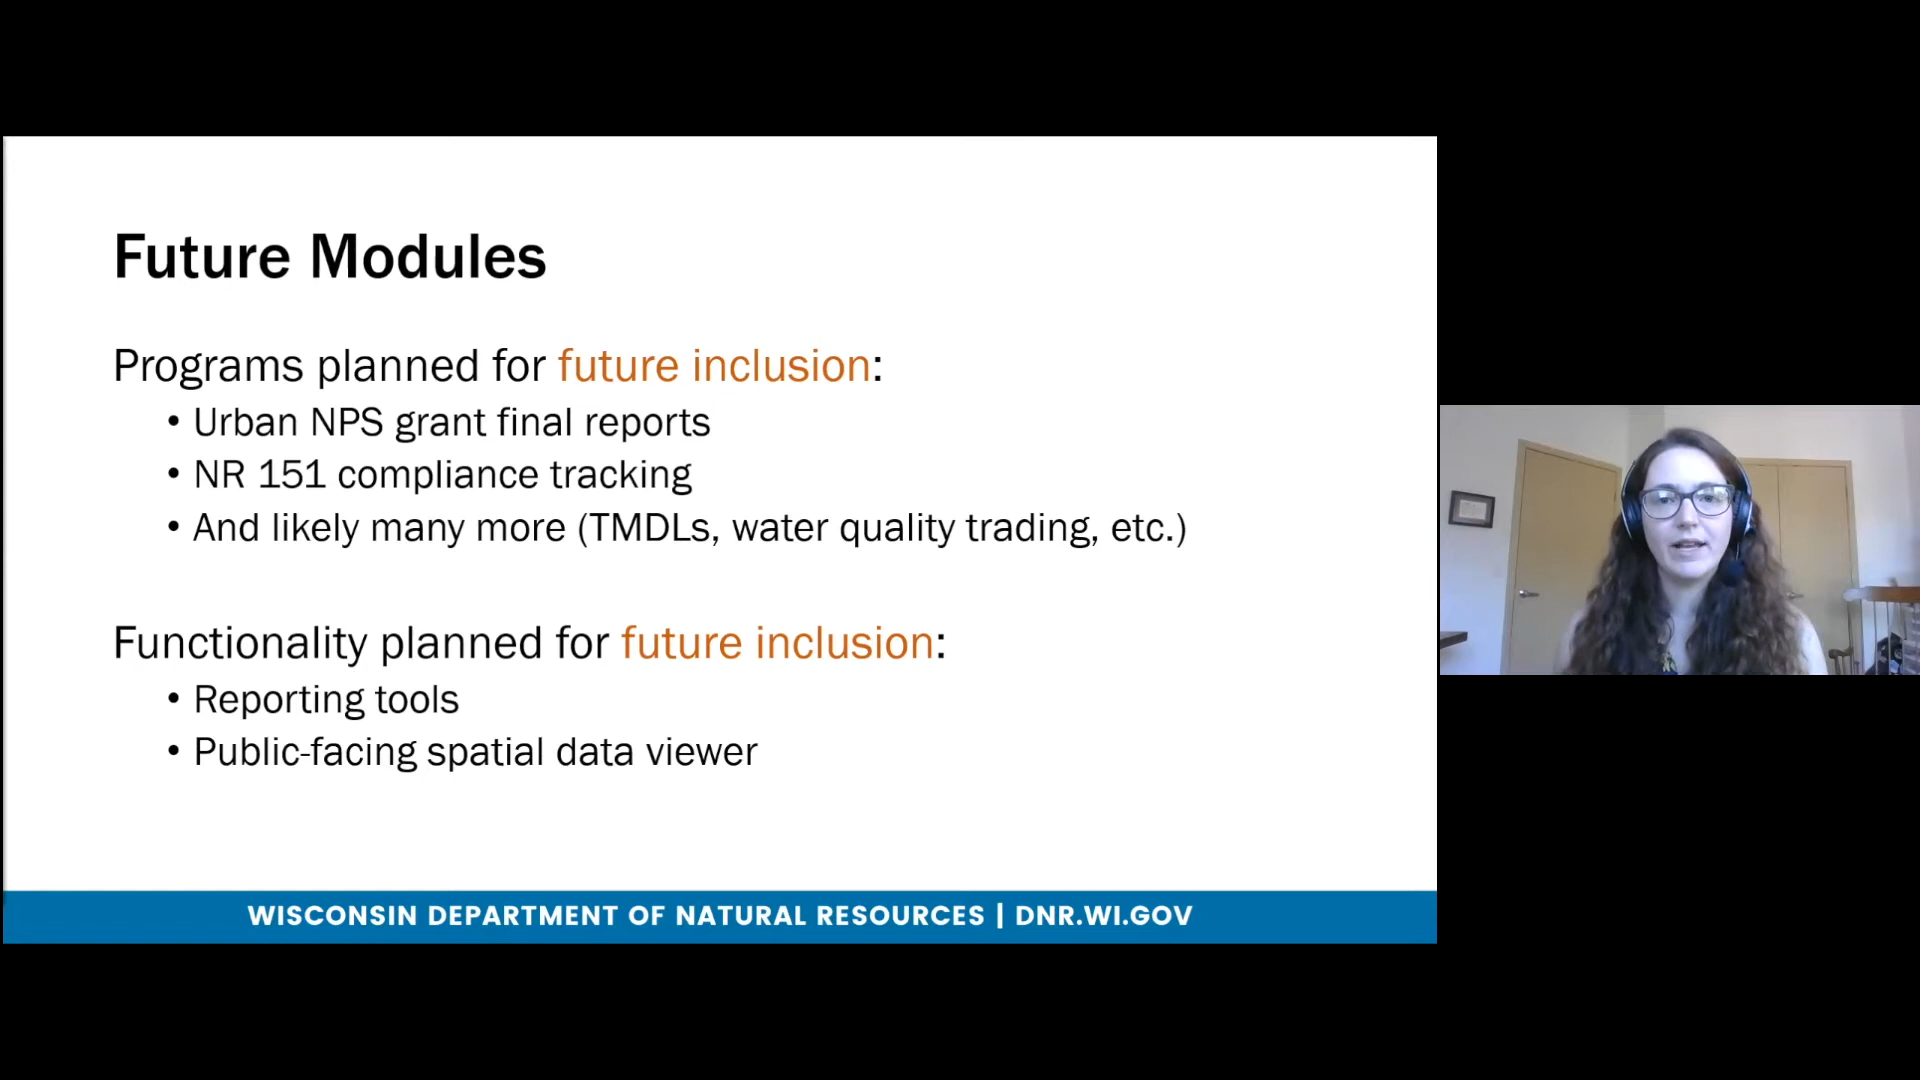 Future Modules
Programs planned for future inclusion:
• Urban NPS grant final reports
• NR 151 compliance tracking
• And likely many more (TMDLs, water quality trading, etc.)
Functionality planned for future inclusion:
• Reporting tools
• Public-facing spatial data viewer
WISCONSIN DEPARTMENT OF NATURAL RESOURCES | DNR.WI.GOV